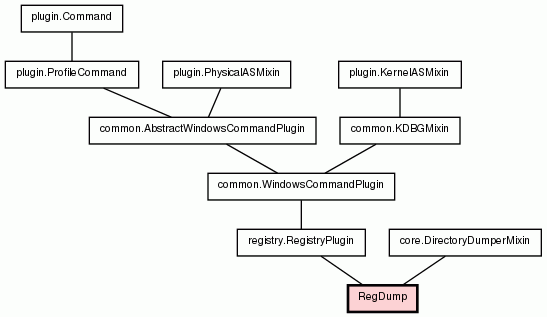 plugin.Command
plugin.ProfileCommand
plugin.PhysicalASMixin
plugin.KernelASMixin
common.AbstractWindowsCommandPlugin
common.KDBGMixin
common.WindowsCommandPlugin
registry.RegistryPlugin
core.DirectoryDumperMixin
RegDump